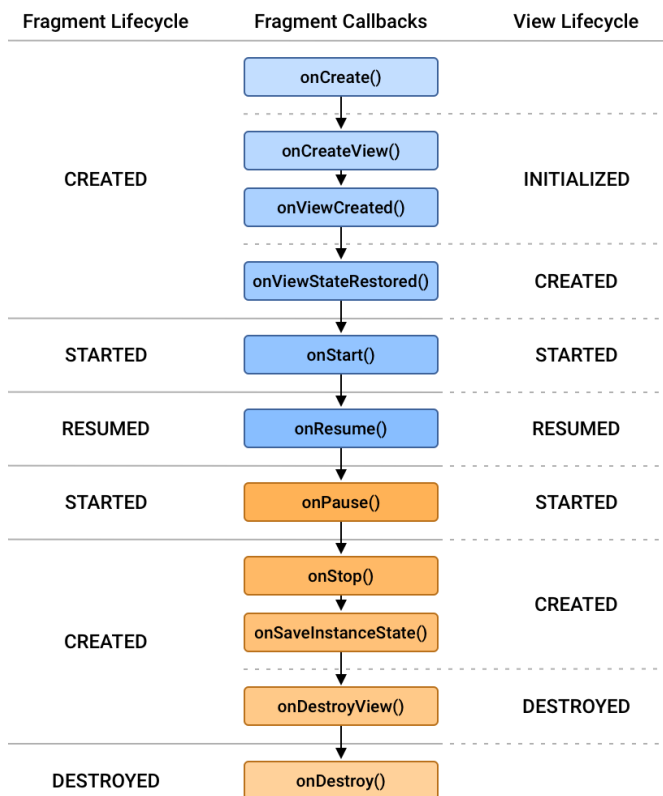 Fragment Lifecycle Fragment Callbacks View Lifecycle
onCreate()
onCreateView()
CREATED INITIALIZED
onViewCreated()
onViewStateRestored() CREATED
STARTED onStart() STARTED
RESUMED onResume() RESUMED
STARTED onPause() STARTED
onStop()
CREATED
onSaveInstanceState()
CREATED
onDestroyView() DESTROYED
DESTROYED onDestroy()